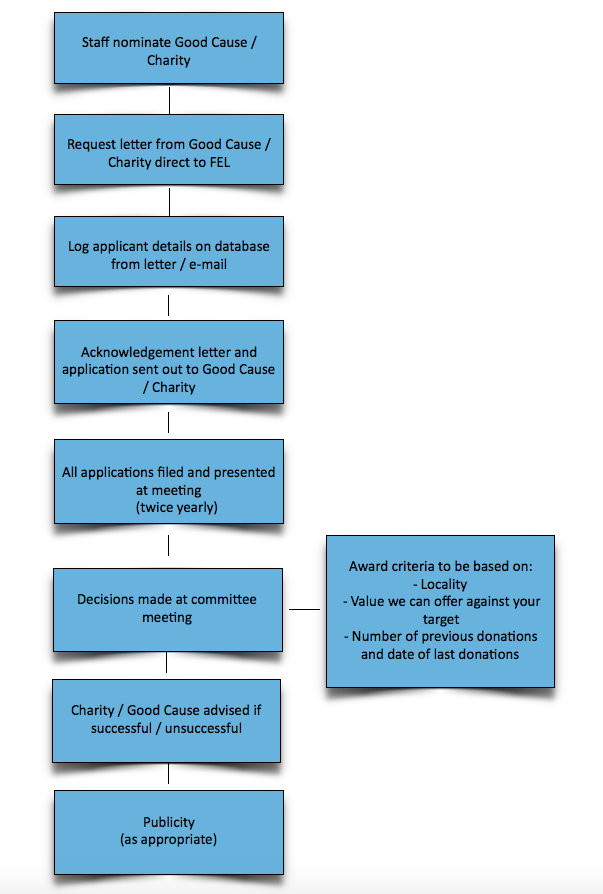 Staff nominate Good Cause /
Charity
Request letter from Good Cause /
Charity direct to FEL
Log applicant details on database
from letter / e-mail
Acknowledgement letter and
application sent out to Good Cause
/ Charity
All applications filed and presented
at meeting
(twice yearly)
Decisions made at committee
meeting
Award criteria to be based on:
- Locality
- Value we can offer against your
target
- Number of previous donations
and date of last donations
Charity / Good Cause advised if
successful / unsuccessful
Publicity
(as appropriate)